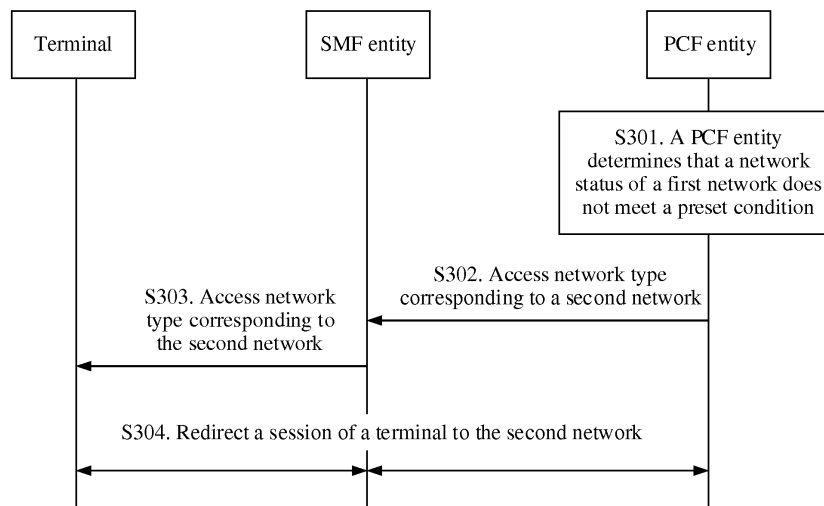 Terminal
SMF entity
PCF entity
S301. A PCF entity
determines that a network
status of a first network does
not meet a preset condition
S302. Access network type
corresponding to a second network
S303. Access network
type corresponding to
the second network
S304. Redirect a session of a terminal to the second network